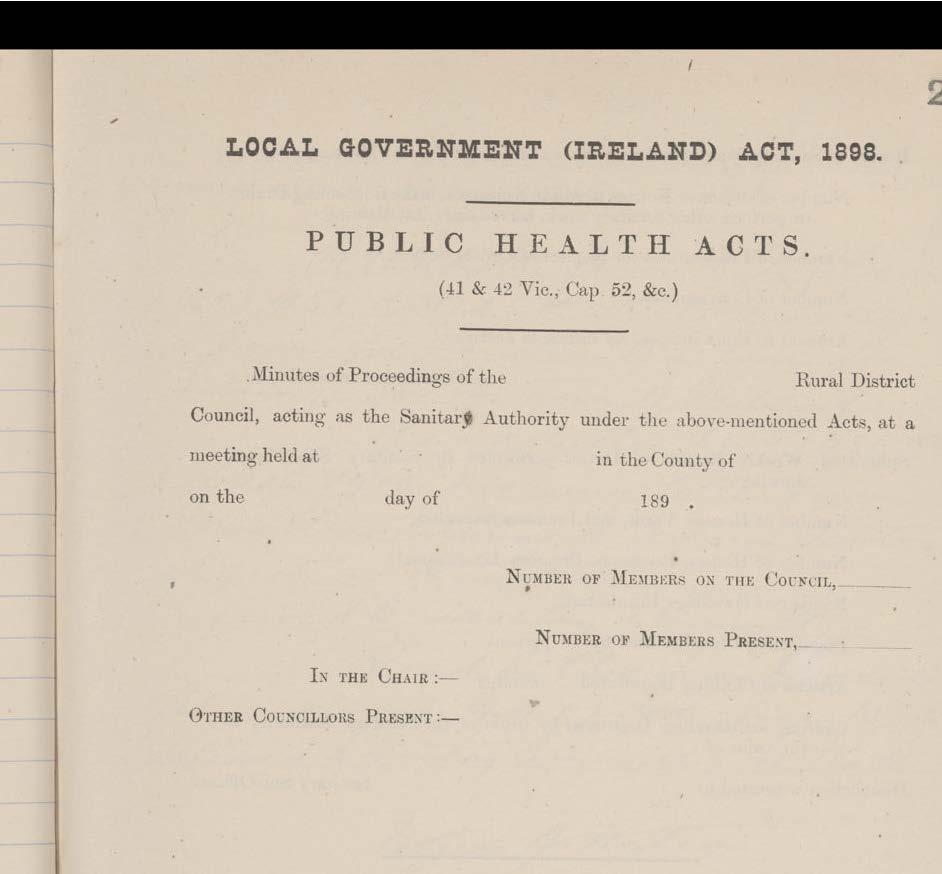 2
LOCAL GOVERNMENT (IRELAND) ACT, 1898.
PUBLIC HEALTH ACTS.
(41 & 42 Vic., Cap. 52, &c.)
Minutes of Proceedings of the Rural District
Council, acting as the Sanitary Authority under the above-mentioned Acts, at a
meeting held at in the County of
on the day of 189 .
NUMBER OF MEMBERS ON THE COUNCIL,
NUMBER OF MEMBERS PRESENT,
IN THE CHAIR :—
OTHER COUNCILLORS PRESENT :—